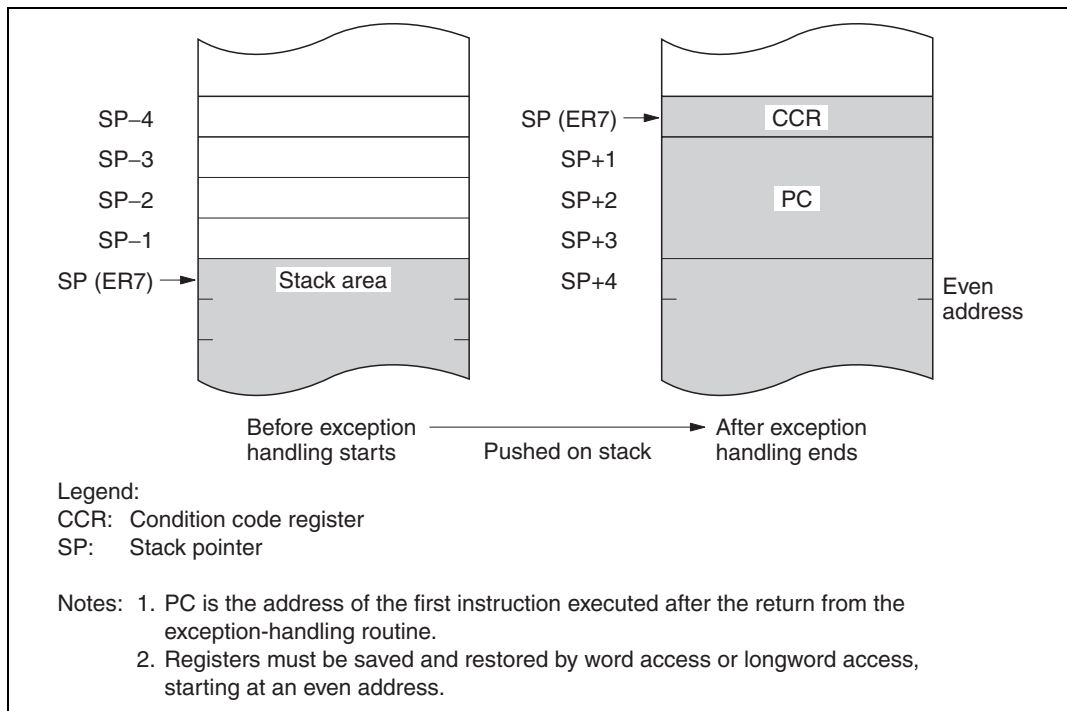 SP–4
SP–3
SP–2
SP–1
SP (ER7)
Stack area
SP (ER7)
CCR
SP+1
SP+2
PC
SP+3
SP+4
Even
address
Before exception
handling starts
Pushed on stack
After exception
handling ends
Legend:
CCR: Condition code register
SP: Stack pointer
Notes: 1. PC is the address of the first instruction executed after the return from the
exception-handling routine.
2. Registers must be saved and restored by word access or longword access,
starting at an even address.